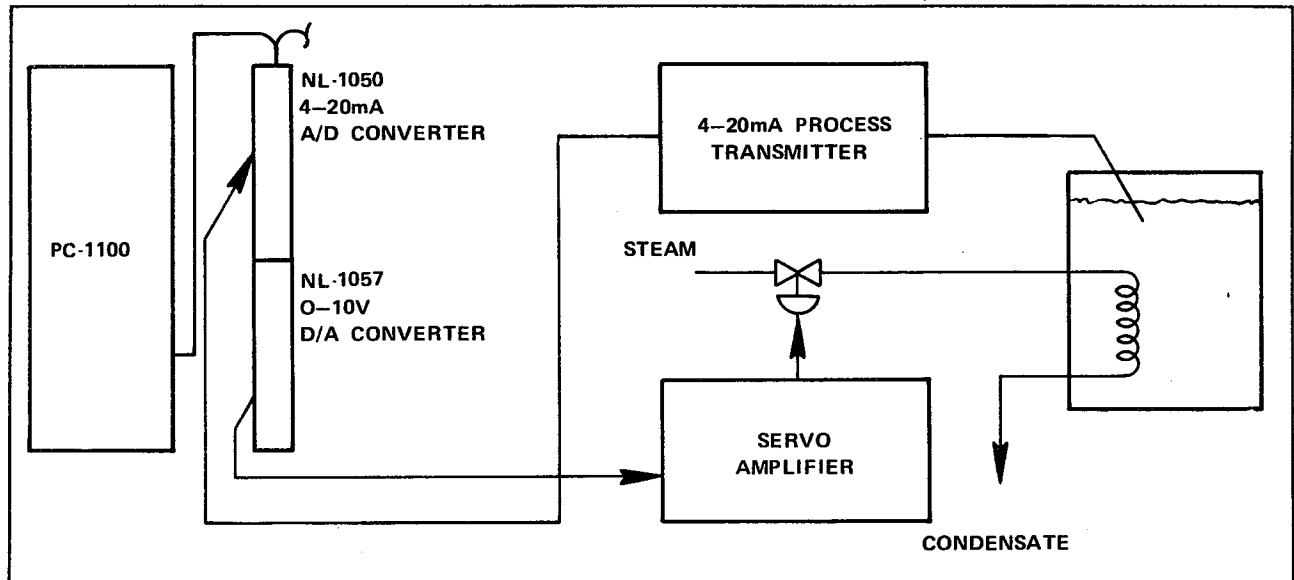 NL-1050
4–20mA
A/D CONVERTER
4–20mA PROCESS
TRANSMITTER
PC-1100
STEAM
NL-1057
O–10V
D/A CONVERTER
SERVO
AMPLIFIER
CONDENSATE